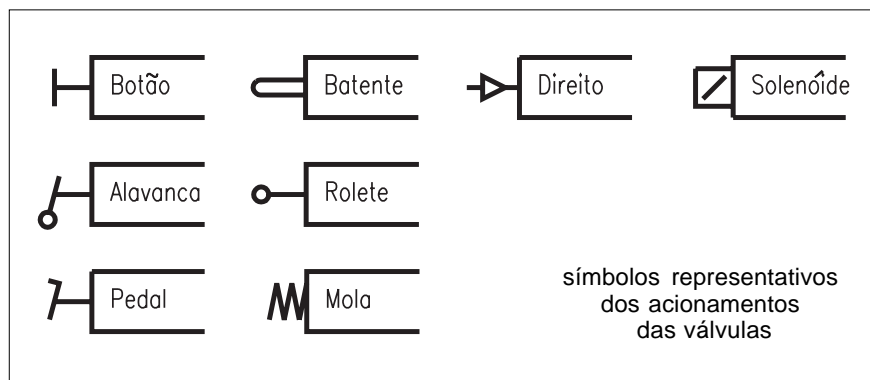 Botão
Batente
Direito
Solenóide
Alavanca
Rolete
Pedal
Mola
símbolos representativos
dos acionamentos
das válvulas